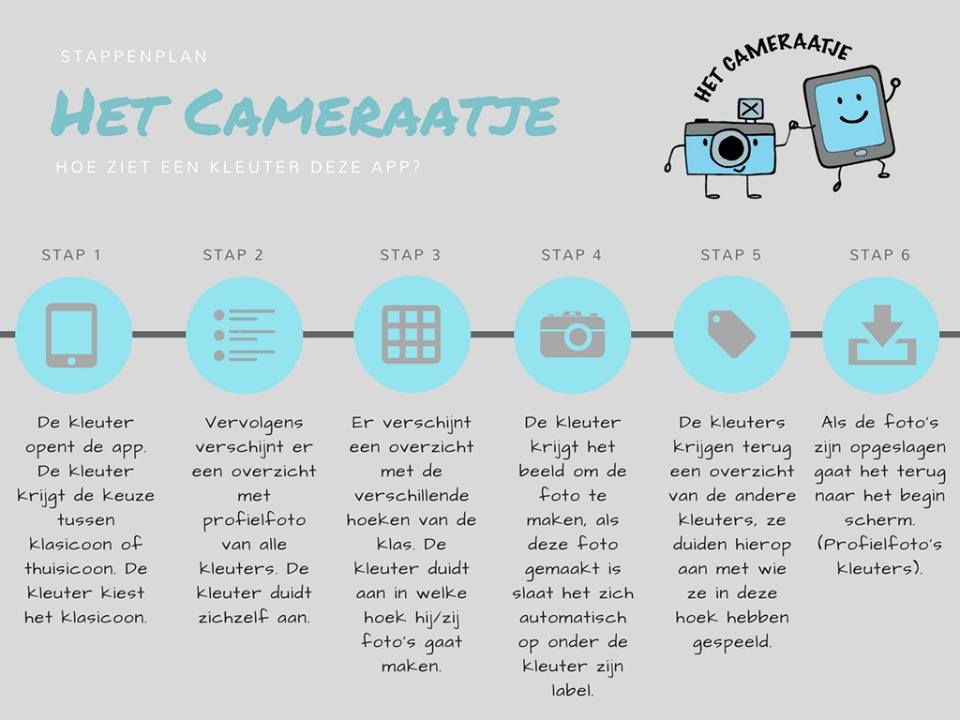 STAPPENPLAN
HET CAMERAATJE
HOE ZIET EEN KLEUTER DEZE APP?
HET CAMERAATJE
STAP 1
De kleuter
opent de app.
De kleuter
krijgt de keuze
tussen
klasicoon of
thuisicoon. De
kleuter kiest
het klasicoon.
STAP 2
Vervolgens
verschijnt er
een overzicht
met
profielfoto
van alle
kleuters. De
kleuter duidt
zichzelf aan.
STAP 3
Er verschijnt
een overzicht
met de
verschillende
hoeken van de
klas. De
kleuter duidt
aan in welke
hoek hij/zij
foto's gaat
maken.
STAP 4
De kleuter
krijgt het
beeld om de
foto te
maken, als
deze foto
gemaakt is
slaat het zich
automatisch
op onder de
kleuter zijn
label.
STAP 5
De kleuters
krijgen terug
een overzicht
van de andere
kleuters, ze
duiden hierop
aan met wie
ze in deze
hoek hebben
gespeeld.
STAP 6
Als de foto's
zijn opgeslagen
gaat het terug
naar het begin
scherm.
(Profielfoto's
kleuters).